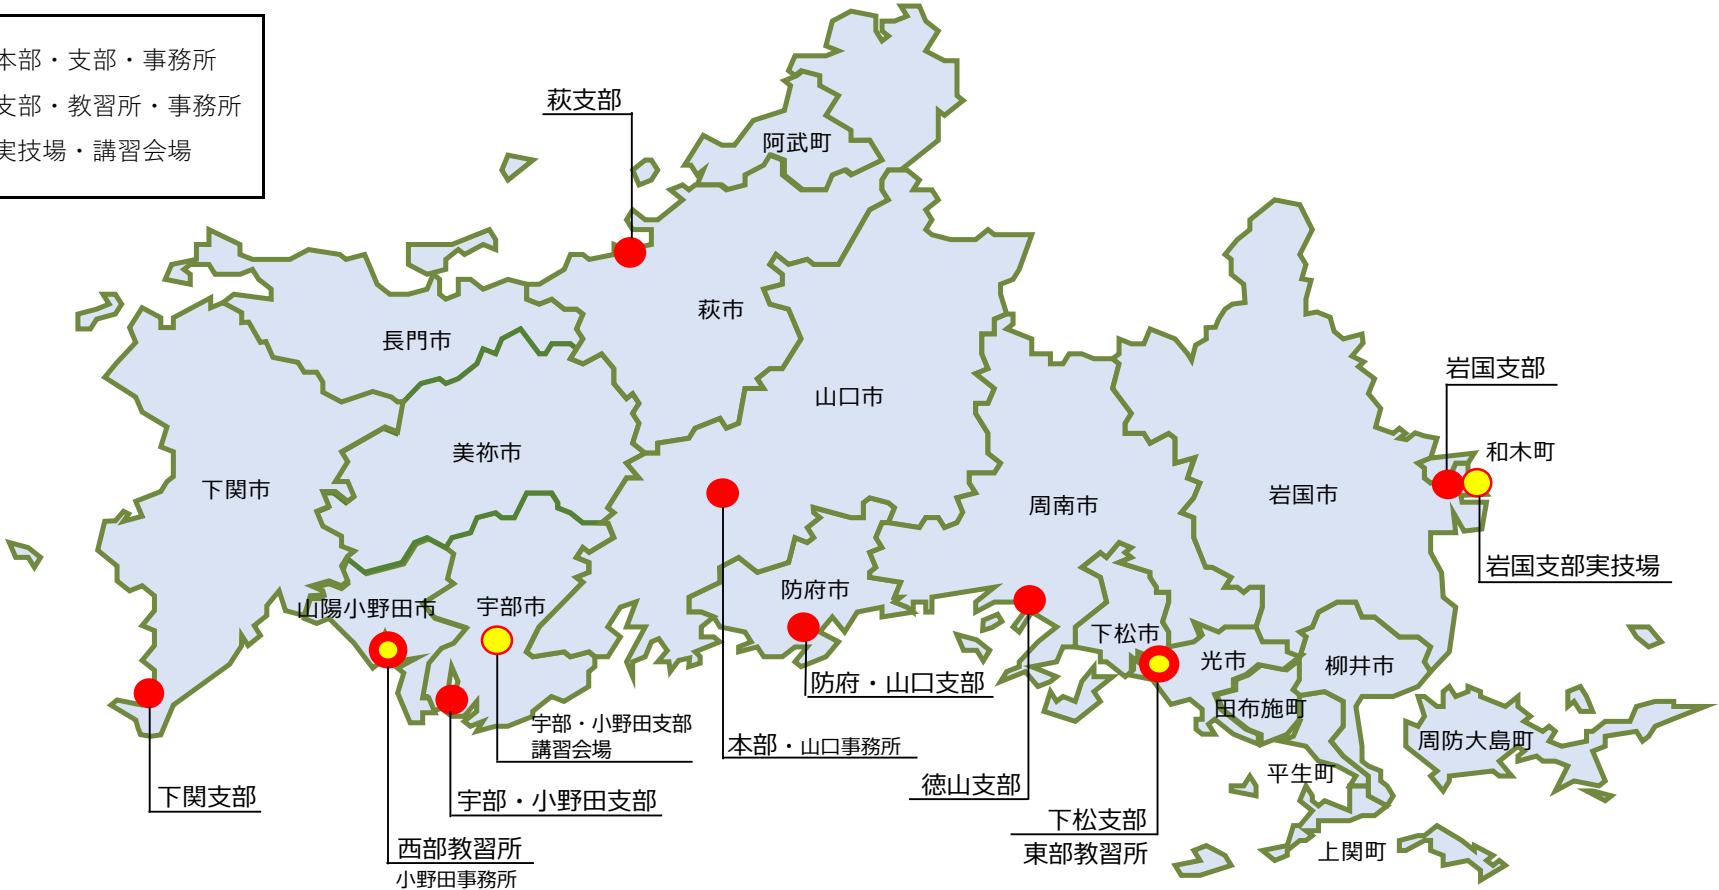 本部・支部・事務所
支部・教習所・事務所
実技場・講習会場
萩支部
阿武町
萩市
長門市
山口市
岩国支部
和木町
美祢市
下関市
周南市
岩国市
岩国支部実技場
防府市
山陽小野田市
宇部市
下松市
光市
柳井市
防府・山口支部
田布施町
宇部・小野田支部
講習会場
本部・山口事務所
周防大島町
平生町
徳山支部
下関支部
宇部・小野田支部
下松支部
東部教習所
西部教習所
小野田事務所
上関町